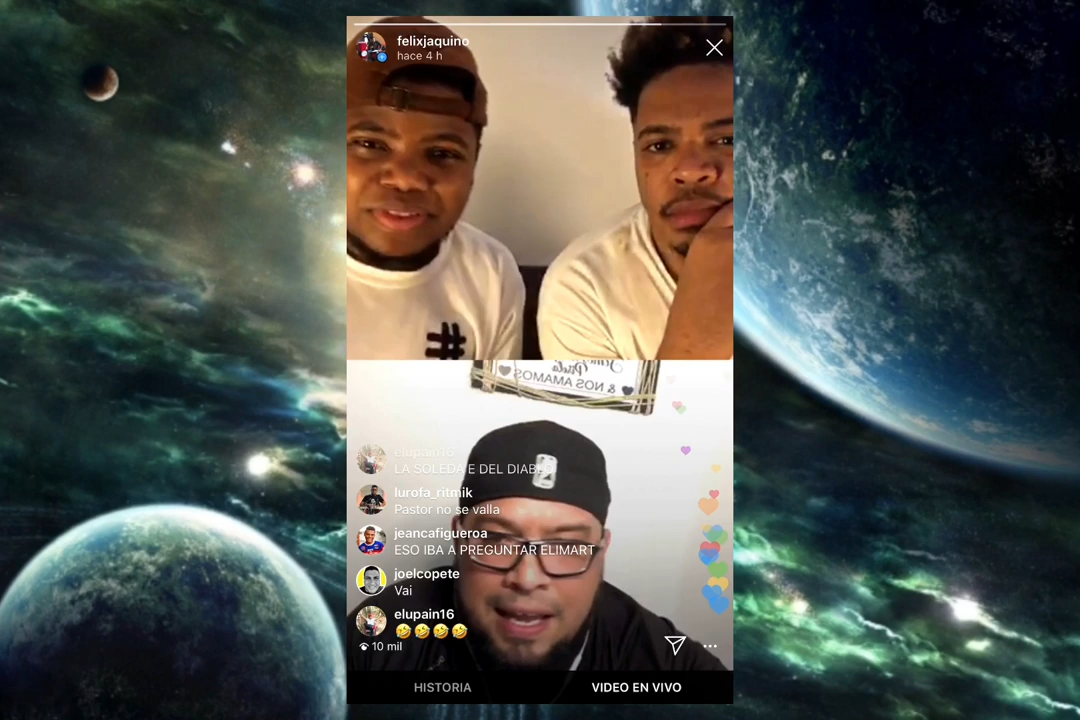 felixjaquino
hace 4 h
#
& NOS AMAMOS
elupain16
LA SOLEDA E DEL DIABLO
lurofa_ritmik
Pastor no se valla
jeancafigueroa
ESO IBA A PREGUNTAR ELIMART
joelcopete
Vai
elupain16
🤣🤣🤣🤣
10 mil
HISTORIA
VIDEO EN VIVO